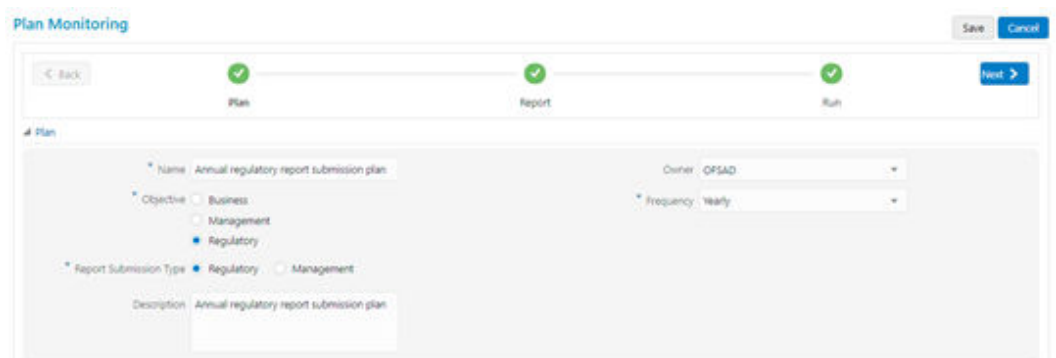 Plan Monitoring
Save Cancel
Back Next
Plan Report Run
Plan
* Name Annual regulatory report submission plan Owner OFSAD
* Objective Business * Frequency Yearly
Management
Regulatory
* Report Submission Type Regulatory Management
Description Annual regulatory report submission plan